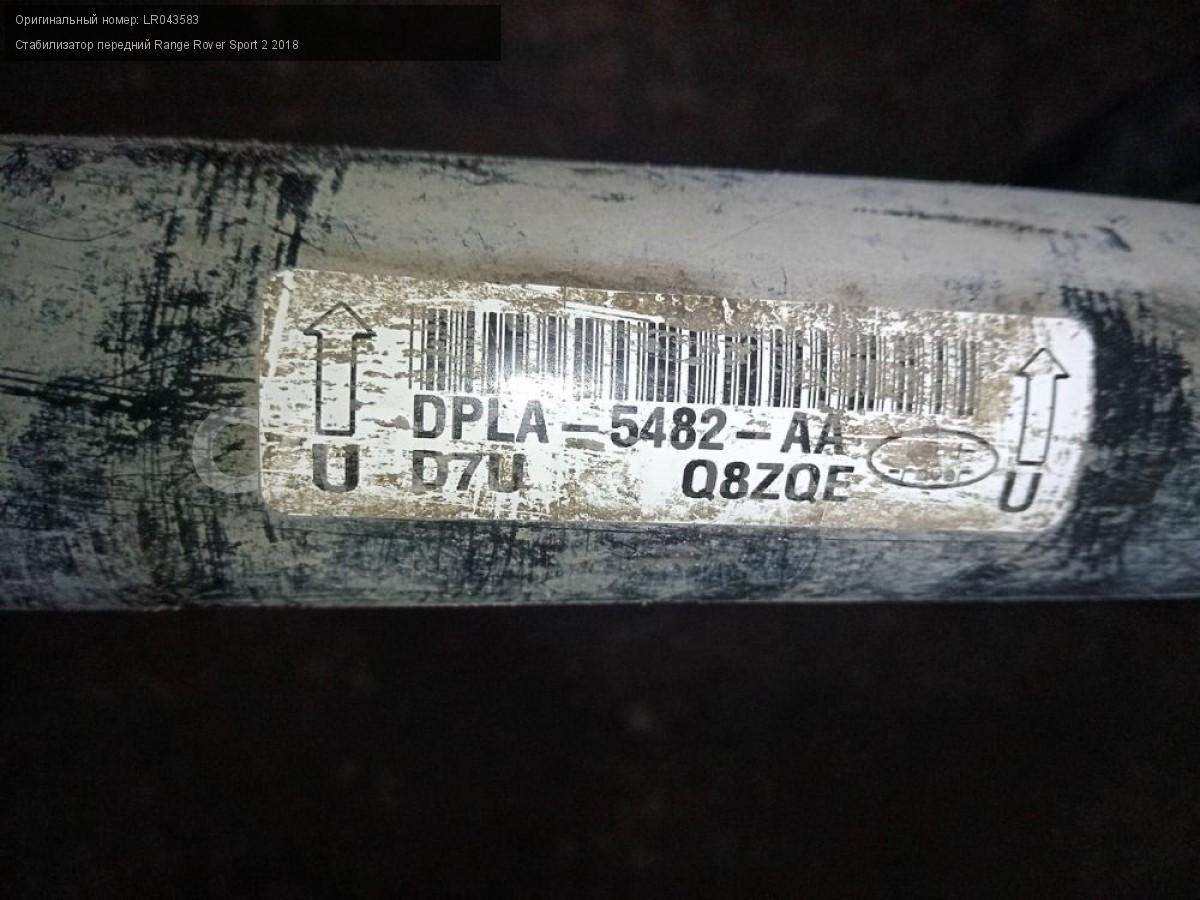 Оригинальный номер: LR043583
Стабилизатор передний Range Rover Sport 2 2018
DPLA-5482-AA
U D7U Q8ZQE U